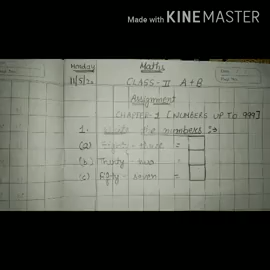 Made with KINEMASTER
Monday
Maths
11/5/20
CLASS - II A+B
Assignment
CHAPTER-1 [NUMBERS UP TO 999]
1. numbers :-
(a) =
(b) Thirty two =
(c) Fifty - seven =